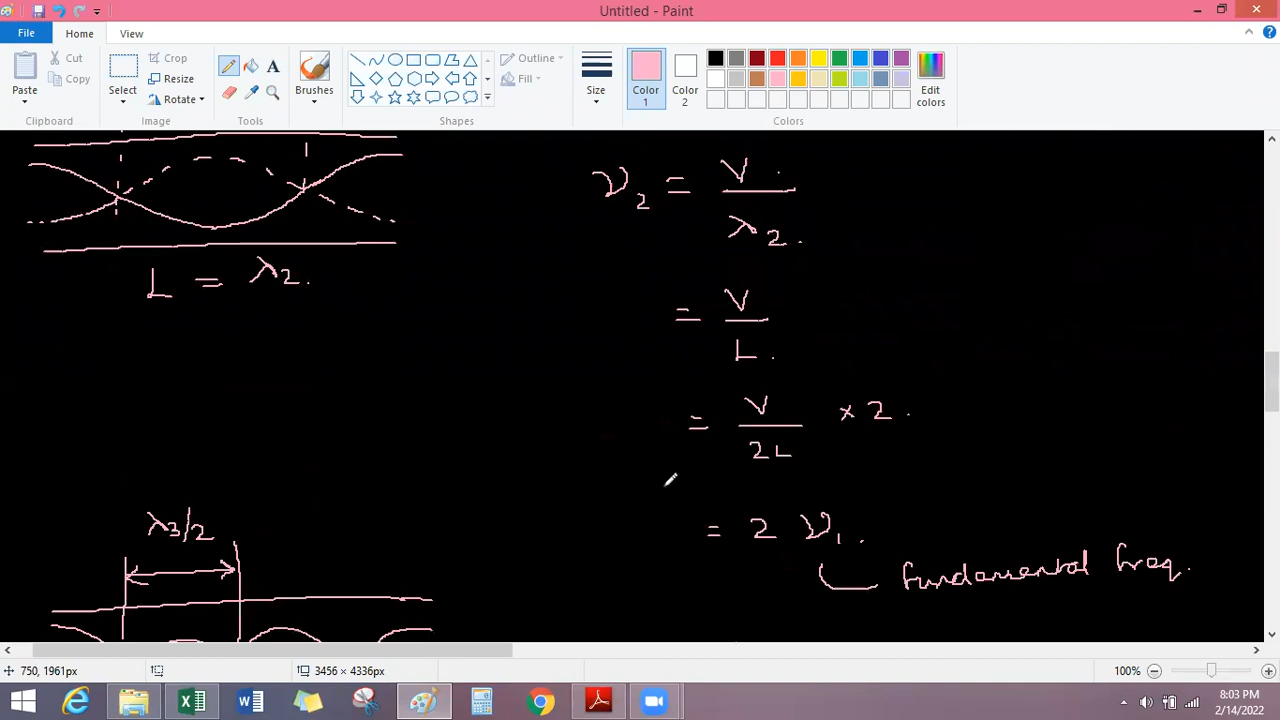 Untitled - Paint
File
Home
View
Paste
Cut
Copy
Clipboard
Select
Crop
Resize
Rotate
Image
A
Tools
Brushes
Shapes
Outline
Fill
Size
Color 1
Color 2
Edit colors
Colors
L = λ2.
ν2 = V / λ2.
= V / L.
= V / 2L × 2.
= 2 ν1.
fundamental freq.
λ3/2
750, 1961px
3456 × 4336px
100%
8:03 PM
2/14/2022